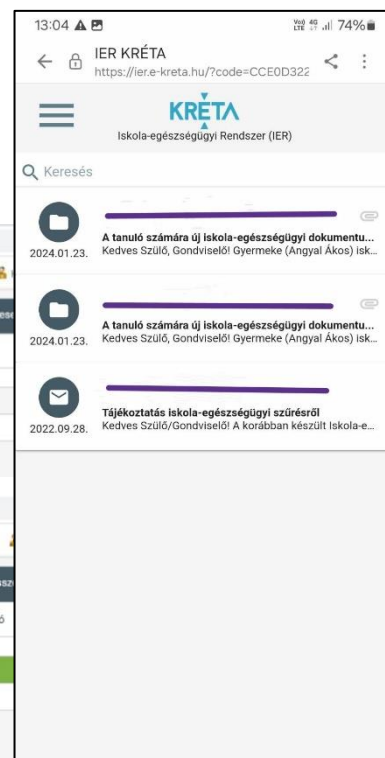 13:04 74%
Vo)) 4G
LTE
IER KRÉTA
https://ier.e-kreta.hu/?code=CCE0D322
KRÉTA
Iskola-egészségügyi Rendszer (IER)
Keresés
A tanuló számára új iskola-egészségügyi dokumentu...
2024.01.23. Kedves Szülő, Gondviselő! Gyermeke (Angyal Ákos) isk...
A tanuló számára új iskola-egészségügyi dokumentu...
2024.01.23. Kedves Szülő, Gondviselő! Gyermeke (Angyal Ákos) isk...
Tájékoztatás iskola-egészségügyi szűrésről
2022.09.28. Kedves Szülő/Gondviselő! A korábban készült Iskola-e...